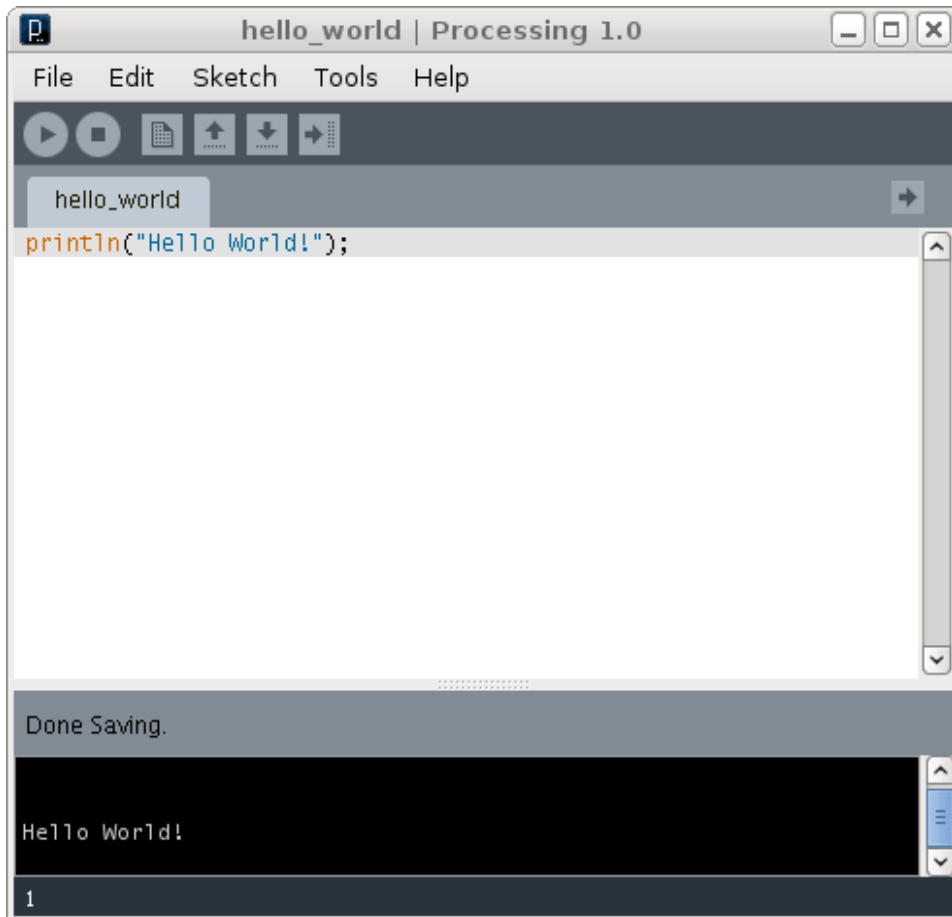 hello_world | Processing 1.0
File Edit Sketch Tools Help
hello_world
println("Hello World!");
Done Saving.
Hello World!
1